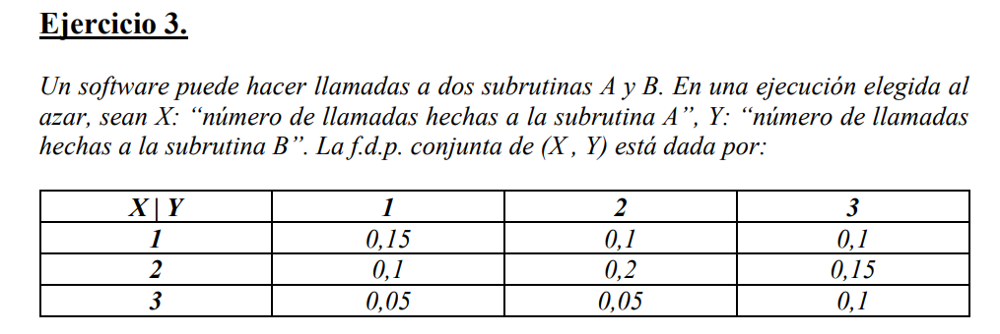 Ejercicio 3.
Un software puede hacer llamadas a dos subrutinas A y B. En una ejecución elegida al
azar, sean X: “número de llamadas hechas a la subrutina A”, Y: “número de llamadas
hechas a la subrutina B”. La f.d.p. conjunta de (X , Y) está dada por:
X | Y 1 2 3
1 0,15 0,1 0,1
2 0,1 0,2 0,15
3 0,05 0,05 0,1